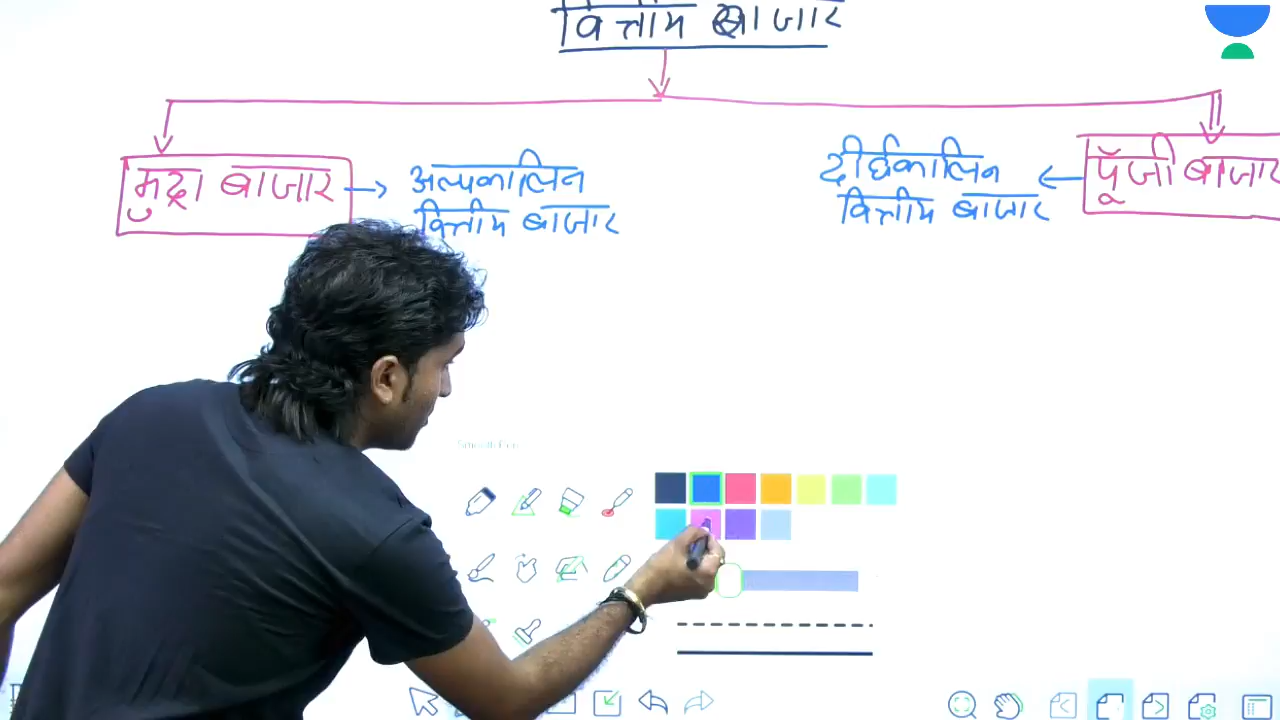 वित्तीय बाजार
मुद्रा बाजार
अल्पकालिन
वित्तीय बाजार
दीर्घकालिन
वित्तीय बाजार
पूँजी बाजार